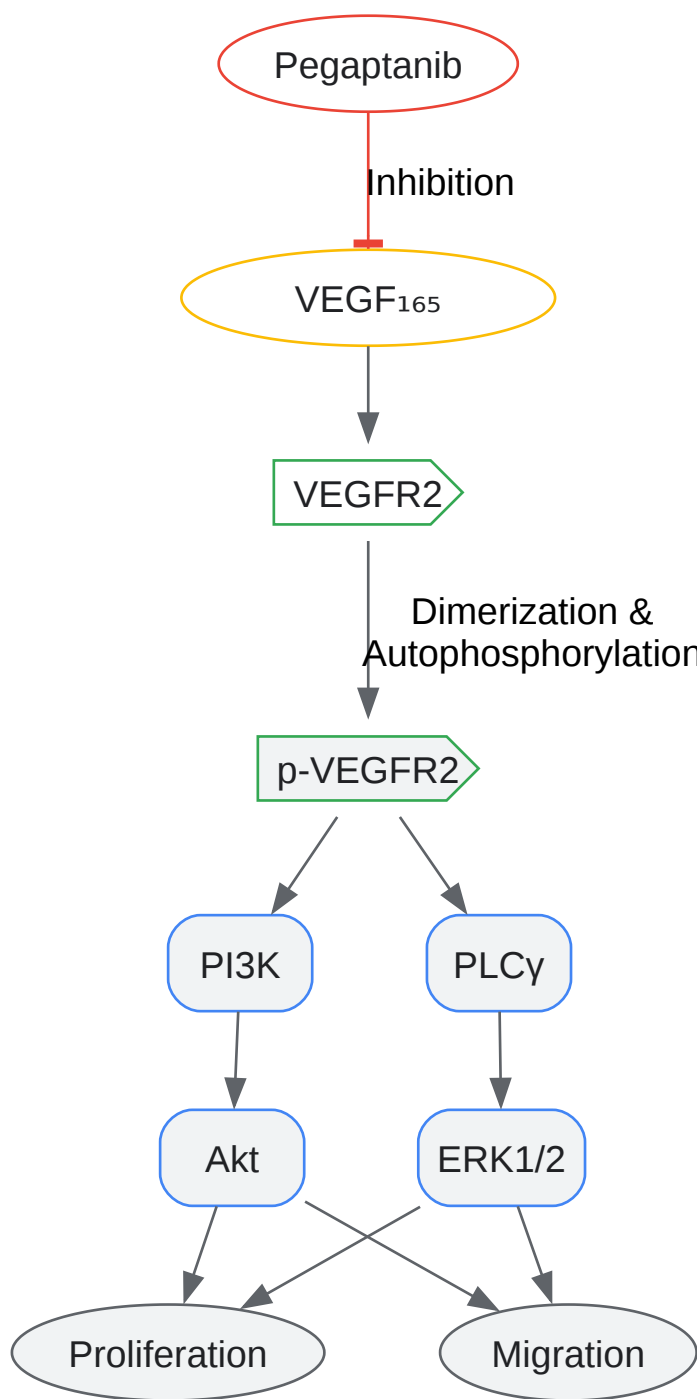 Pegaptanib
Inhibition
VEGF₁₆₅
VEGFR2
Dimerization &
Autophosphorylation
p-VEGFR2
PI3K
PLCγ
Akt
ERK1/2
Proliferation
Migration